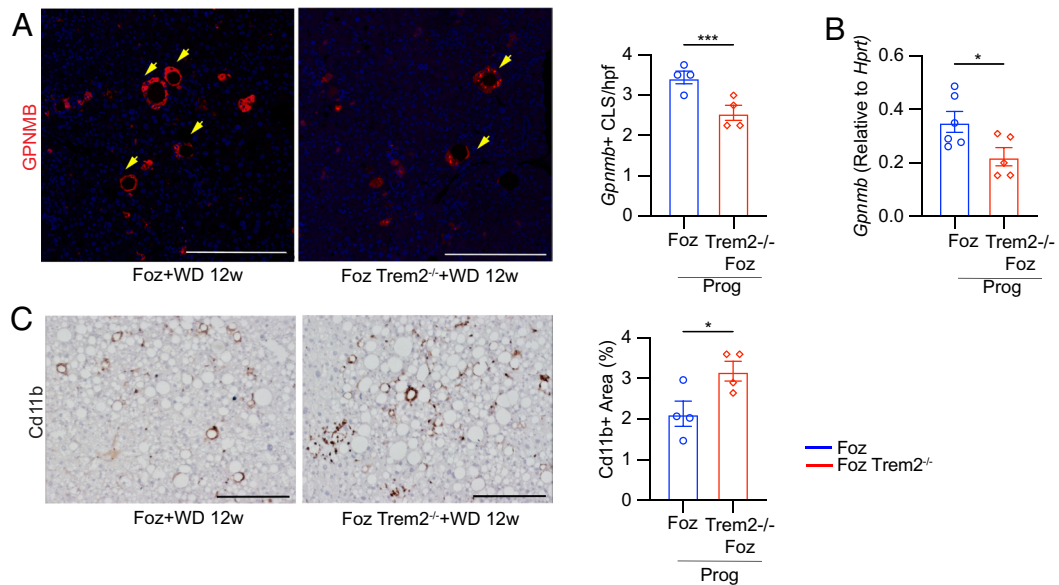 A
GPNMB
Foz+WD 12w
Foz Trem2-/-+WD 12w
Gpnmb+ CLS/hpf
4
3
2
1
0
***
Foz
Trem2-/-
Foz
Prog
B
Gpnmb (Relative to Hprt)
0.6
0.4
0.2
0.0
*
Foz
Trem2-/-
Foz
Prog
C
Cd11b
Foz+WD 12w
Foz Trem2-/-+WD 12w
Cd11b+ Area (%)
4
3
2
1
0
*
Foz
Trem2-/-
Foz
Prog
Foz
Foz Trem2-/-